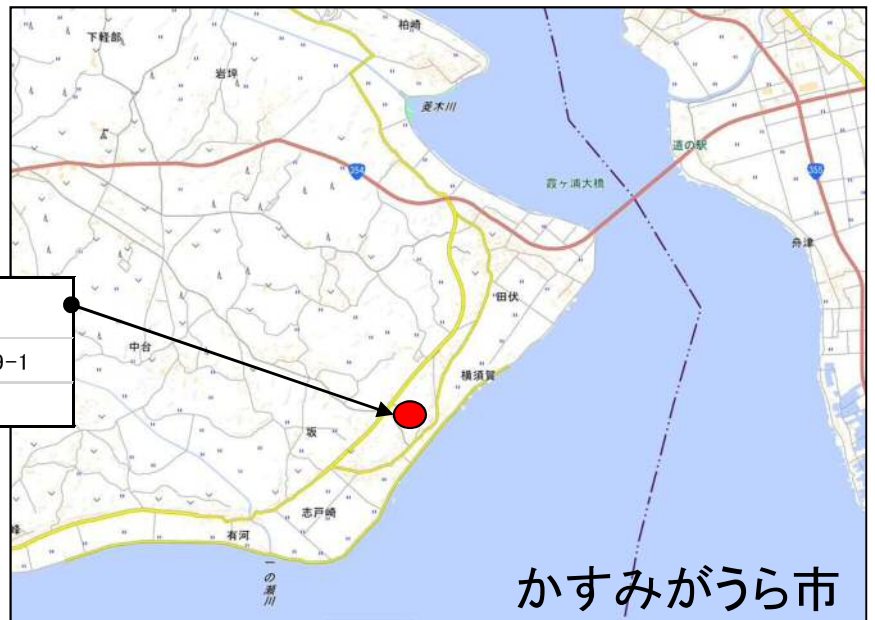 柏崎
下軽部
岩坪
菱木川
道の駅
354
霞ヶ浦大橋
355
舟津
田伏
9-1
中台
横須賀
坂
志戸崎
峰
有河
一の瀬川
かすみがうら市